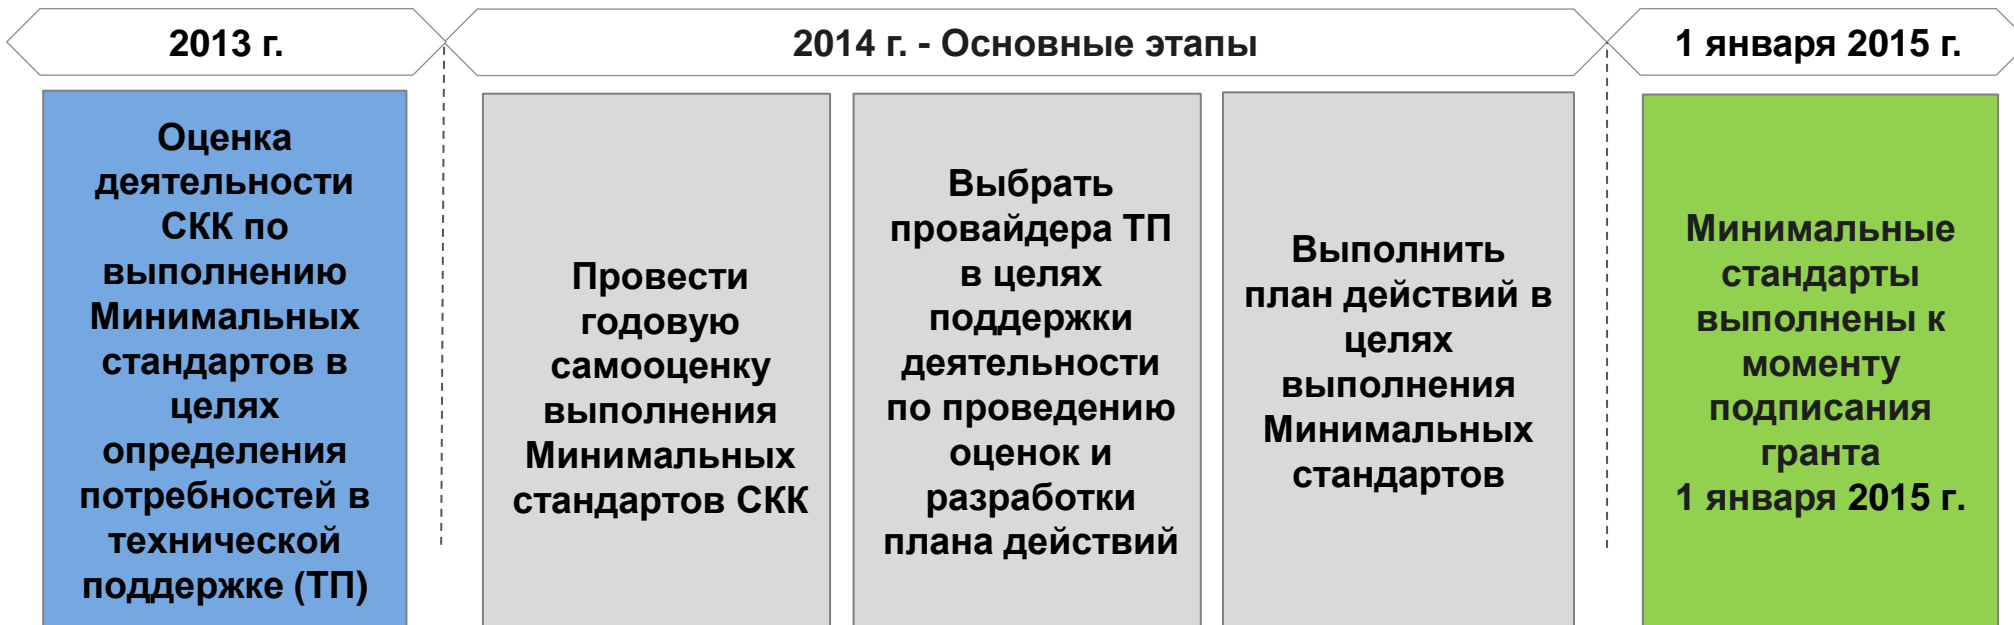 2013 г.
2014 г. - Основные этапы
1 января 2015 г.
Оценка
деятельности
СКК по
выполнению
Минимальных
стандартов в
целях
определения
потребностей в
технической
поддержке (ТП)
Провести
годовую
самооценку
выполнения
Минимальных
стандартов СКК
Выбрать
провайдера ТП
в целях
поддержки
деятельности
по проведению
оценок и
разработки
плана действий
Выполнить
план действий в
целях
выполнения
Минимальных
стандартов
Минимальные
стандарты
выполнены к
моменту
подписания
гранта
1 января 2015 г.